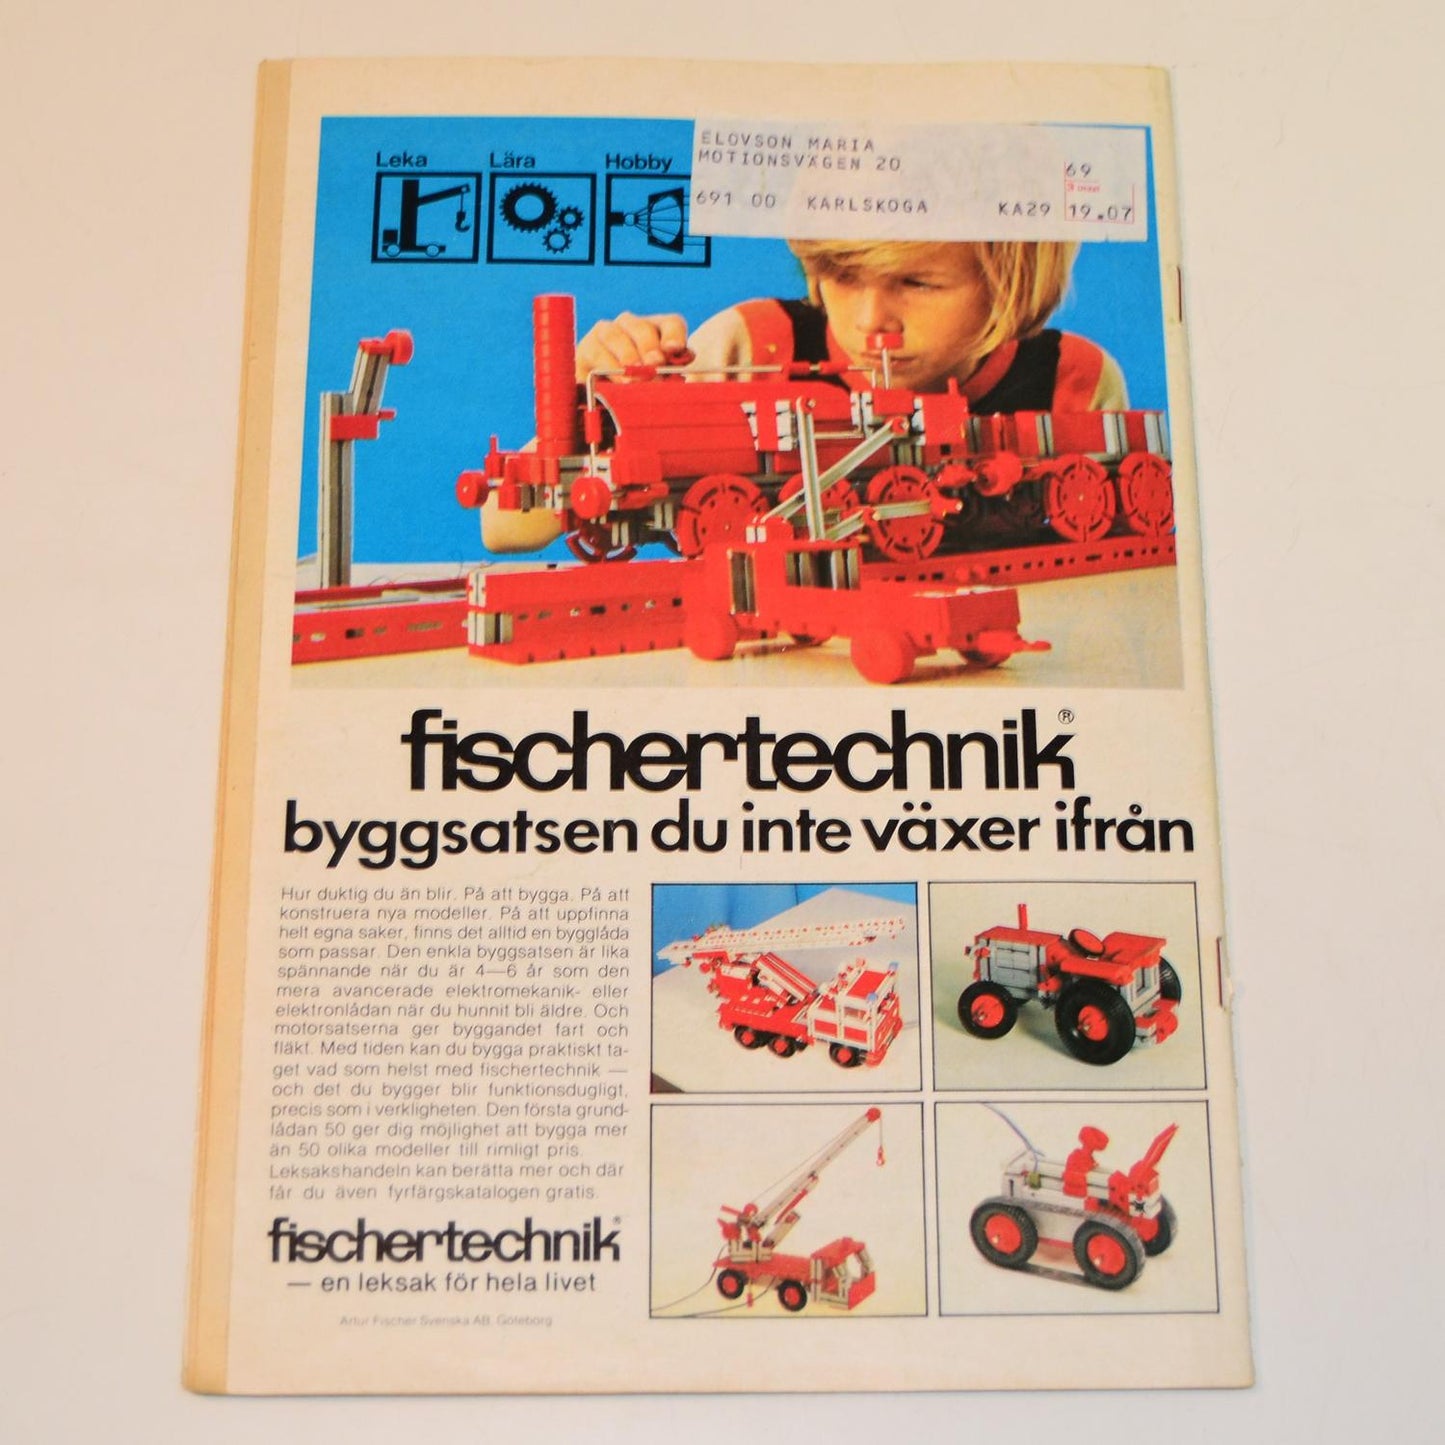 ELOVSON MARIA
MOTIONSVÄGEN 20
691 00 KARLSKOGA KA29
69
19.07
Leka Lära Hobby
fischertechnik®
byggsatsen du inte växer ifrån
Hur duktig du än blir. På att bygga. På att
konstruera nya modeller. På att uppfinna
helt egna saker, finns det alltid en bygglåda
som passar. Den enkla byggsatsen är lika
spännande när du är 4—6 år som den
mera avancerade elektromekanik- eller
elektronlådan när du hunnit bli äldre. Och
motorsatserna ger byggandet fart och
fläkt. Med tiden kan du bygga praktiskt ta-
get vad som helst med fischertechnik —
och det du bygger blir funktionsdugligt,
precis som i verkligheten. Den första grund-
lådan 50 ger dig möjlighet att bygga mer
än 50 olika modeller till rimligt pris.
Leksakshandeln kan berätta mer och där
får du även fyrfärgskatalogen gratis.
fischertechnik®
— en leksak för hela livet
Artur Fischer Svenska AB, Göteborg